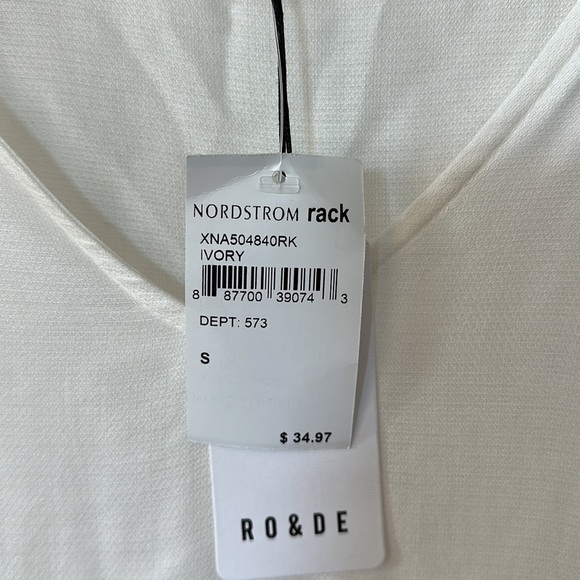 NORDSTROM rack
XNA504840RK
IVORY
8 87700 39074 3
DEPT: 573
S
$ 34.97
RO&DE